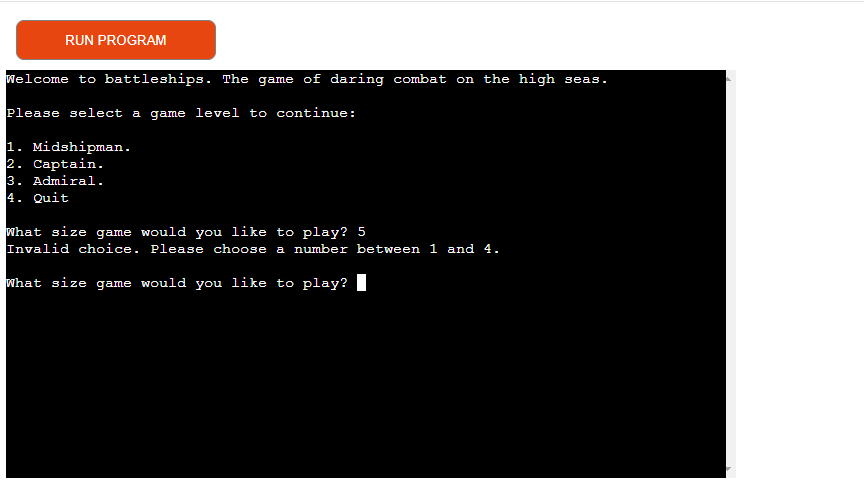 RUN PROGRAM
Welcome to battleships. The game of daring combat on the high seas.
Please select a game level to continue:
1. Midshipman.
2. Captain.
3. Admiral.
4. Quit
What size game would you like to play? 5
Invalid choice. Please choose a number between 1 and 4.
What size game would you like to play?